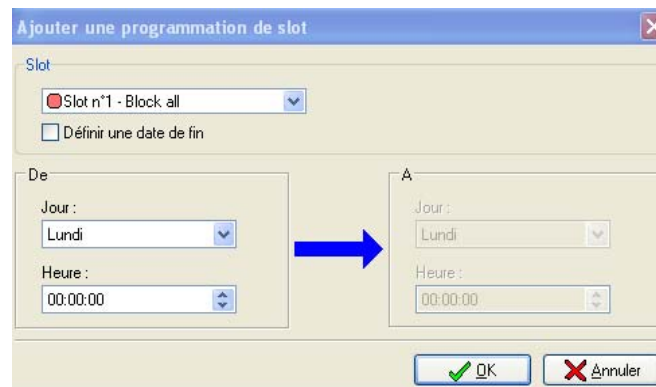 Ajouter une programmation de slot
Slot
Slot n°1 - Block all
Définir une date de fin
De
Jour :
Lundi
Heure :
00:00:00
A
Jour :
Lundi
Heure :
00:00:00
OK
Annuler